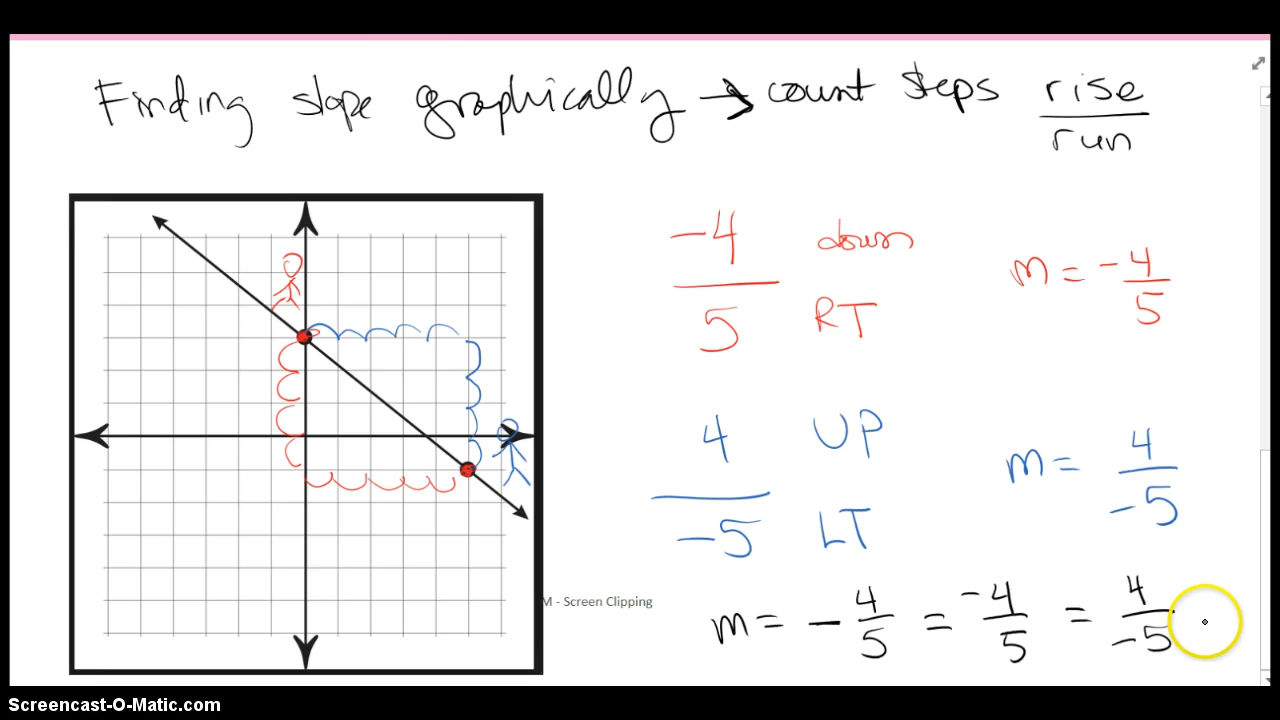 Finding slope graphically → count steps rise/run
-4/5 down RT
m = -4/5
4/-5 UP LT
m = 4/-5
M - Screen Clipping
m = - 4/5 = -4/5 = 4/-5
Screencast-O-Matic.com